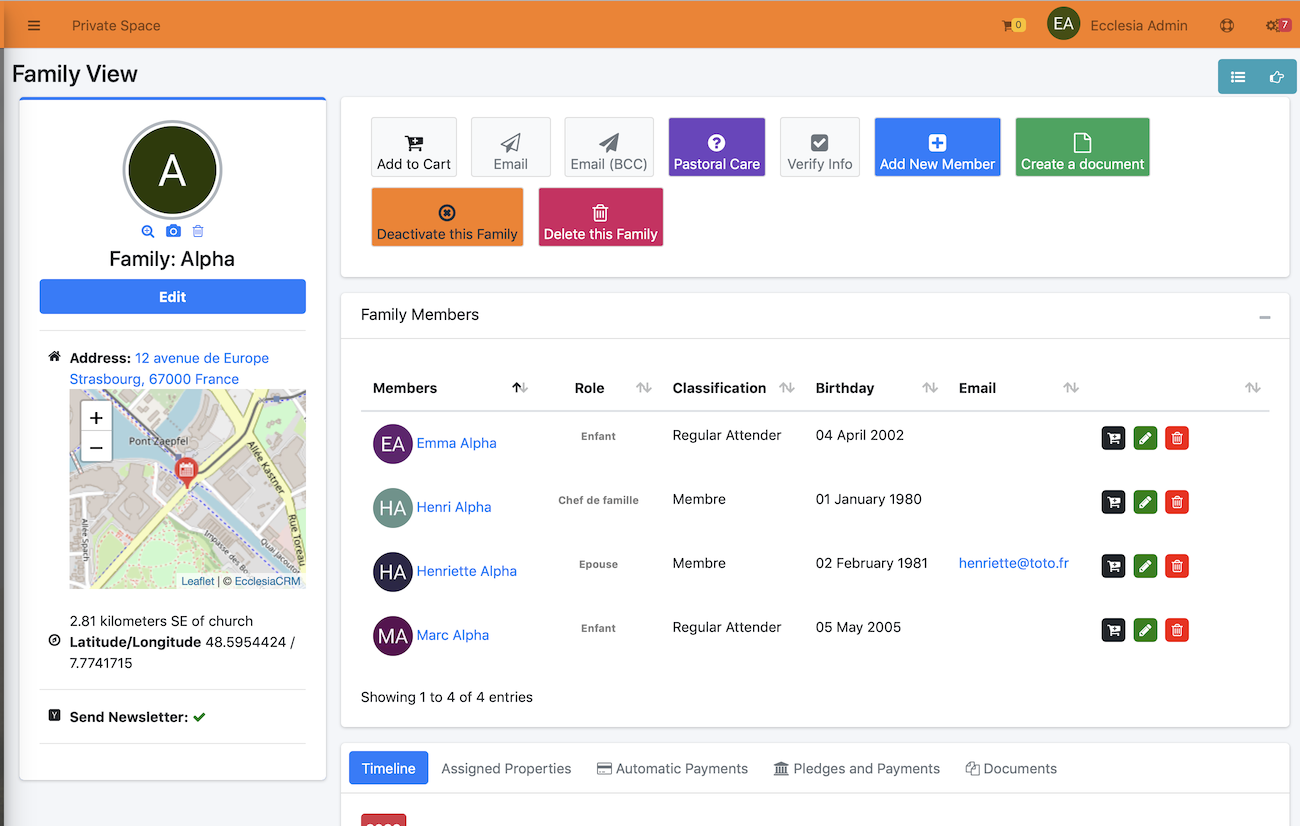 Private Space
0
EA
Ecclesia Admin
7
Family View
A
Family: Alpha
Edit
Address: 12 avenue de Europe
Strasbourg, 67000 France
+
−
Pont Zaepfel
Allée Kastner
Rue Toreau
Allée Spach
Impasse des Bo
Quai Jacouto
Leaflet | © EcclesiaCRM
2.81 kilometers SE of church
Latitude/Longitude 48.5954424 /
7.7741715
Send Newsletter:
Add to Cart
Email
Email (BCC)
Pastoral Care
Verify Info
Add New Member
Create a document
Deactivate this Family
Delete this Family
Family Members
Members Role Classification Birthday Email
EA Emma Alpha Enfant Regular Attender 04 April 2002
HA Henri Alpha Chef de famille Membre 01 January 1980
HA Henriette Alpha Epouse Membre 02 February 1981 henriette@toto.fr
MA Marc Alpha Enfant Regular Attender 05 May 2005
Showing 1 to 4 of 4 entries
Timeline Assigned Properties Automatic Payments Pledges and Payments Documents